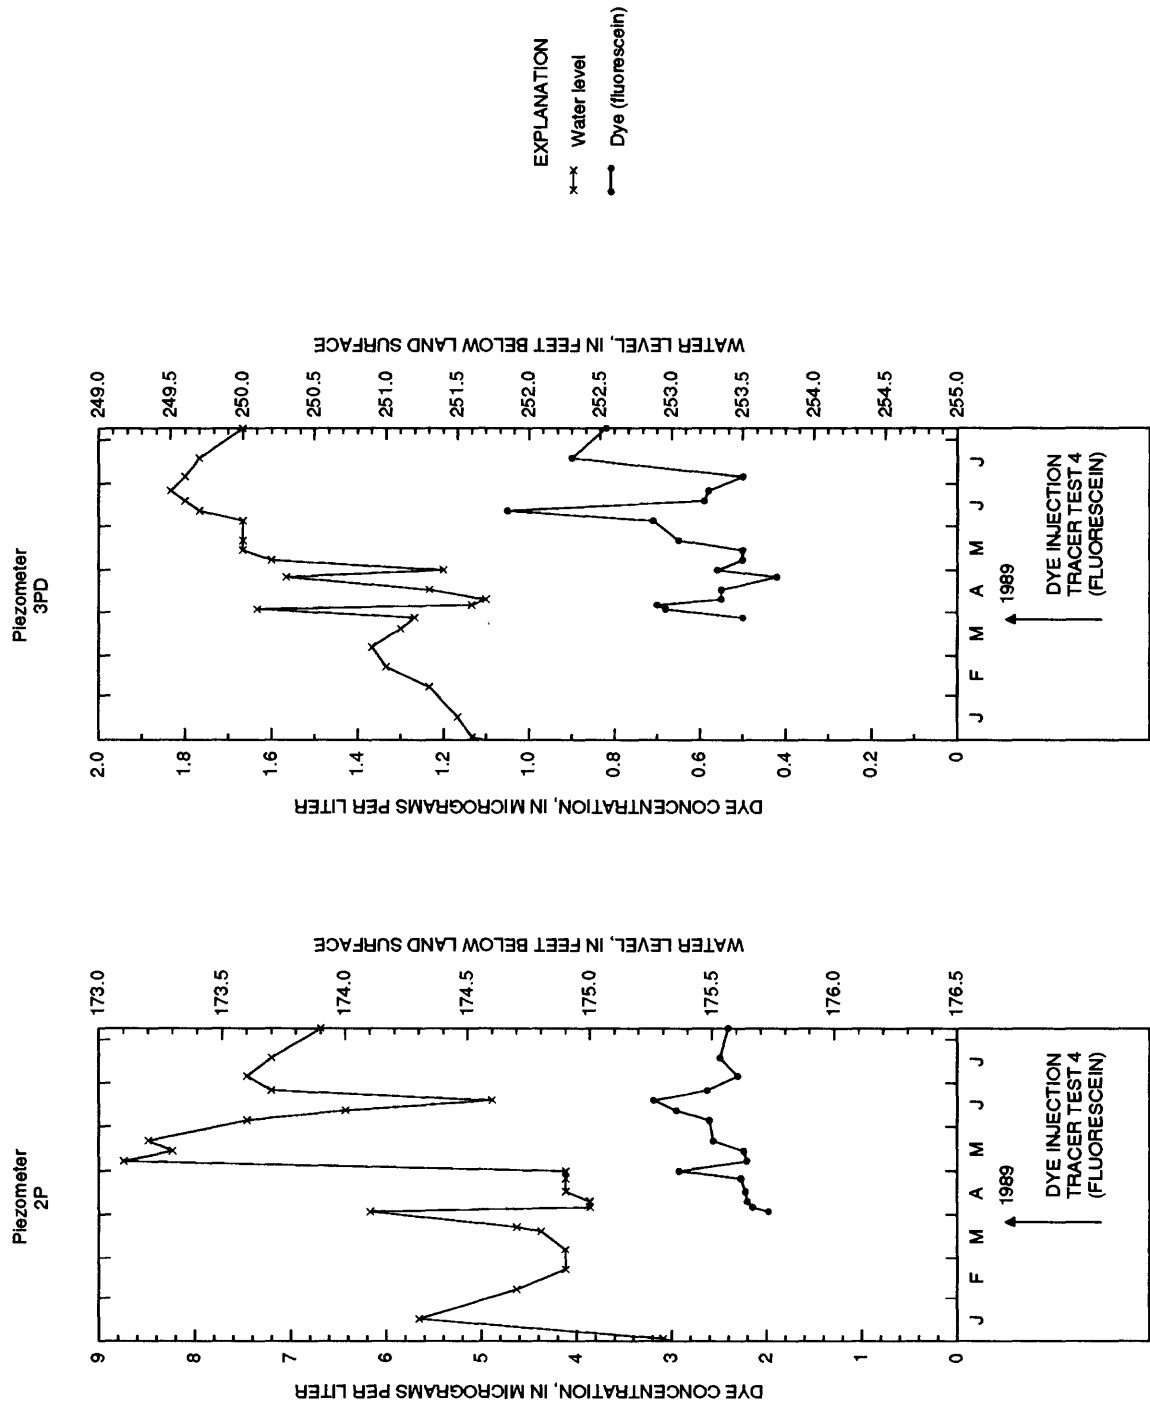 Piezometer
2P
DYE CONCENTRATION, IN MICROGRAMS PER LITER
9
8
7
6
5
4
3
2
1
0
WATER LEVEL, IN FEET BELOW LAND SURFACE
173.0
173.5
174.0
174.5
175.0
175.5
176.0
176.5
J F M A M J J
1989
DYE INJECTION
TRACER TEST 4
(FLUORESCEIN)
Piezometer
3PD
DYE CONCENTRATION, IN MICROGRAMS PER LITER
2.0
1.8
1.6
1.4
1.2
1.0
0.8
0.6
0.4
0.2
0
WATER LEVEL, IN FEET BELOW LAND SURFACE
249.0
249.5
250.0
250.5
251.0
251.5
252.0
252.5
253.0
253.5
254.0
254.5
255.0
J F M A M J J
1989
DYE INJECTION
TRACER TEST 4
(FLUORESCEIN)
EXPLANATION
Water level
Dye (fluorescein)